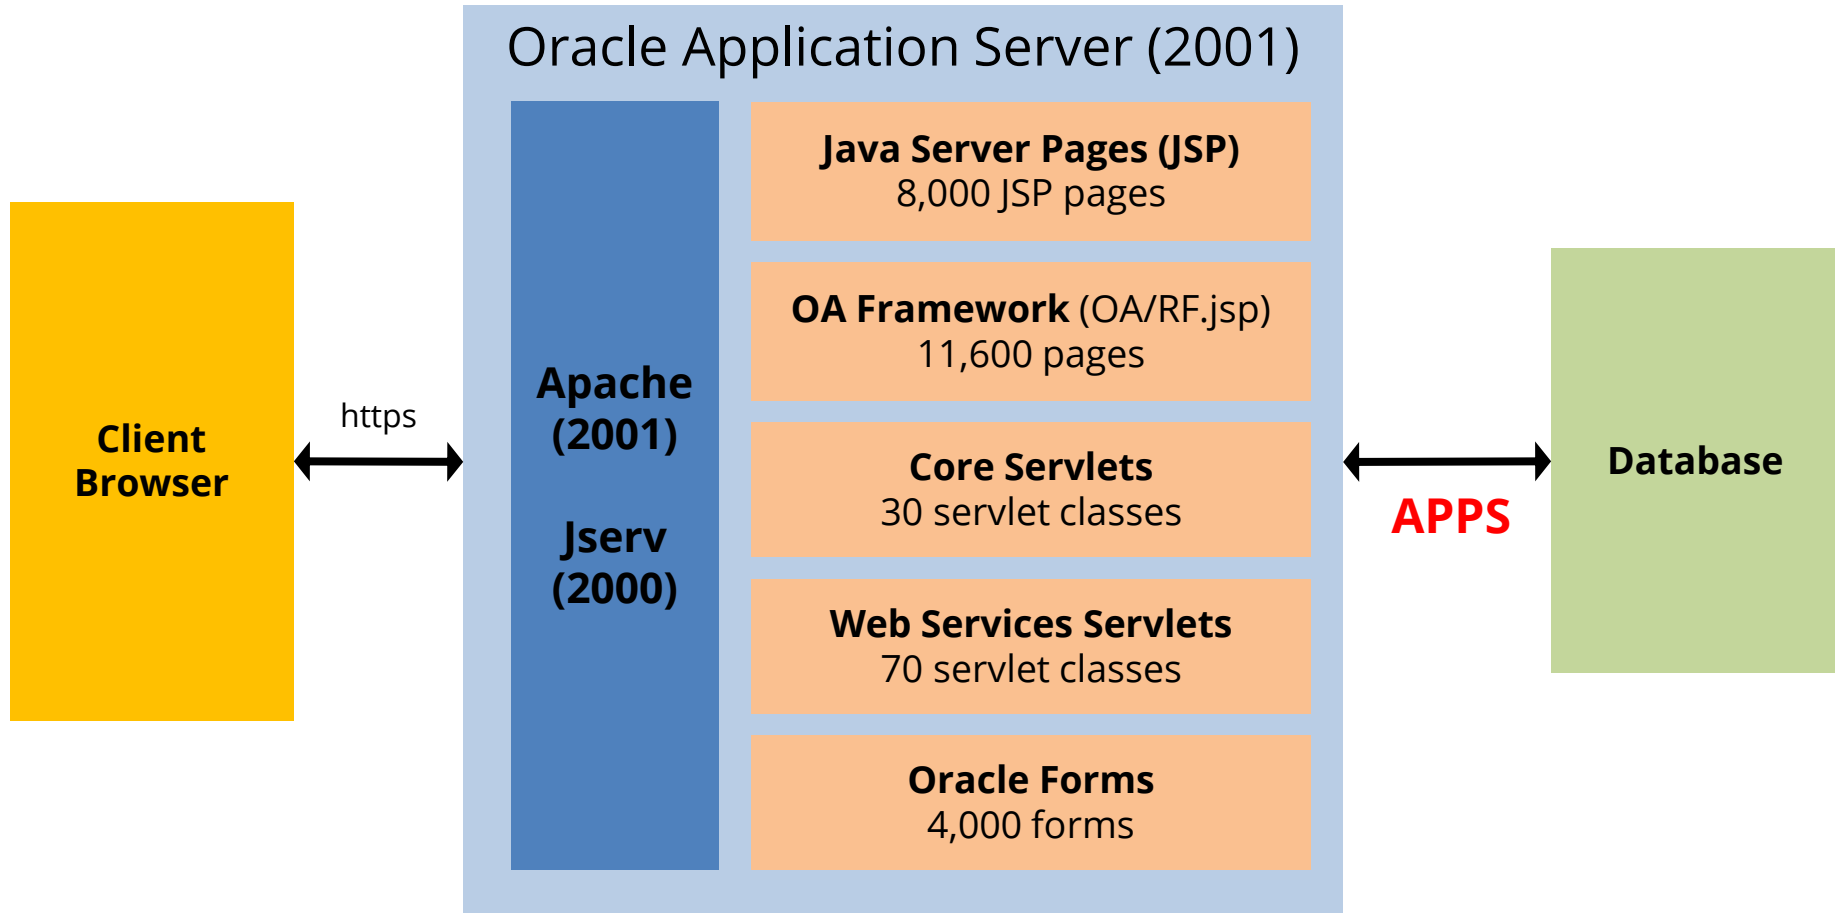 Oracle Application Server (2001)
Client
Browser
https
Apache
(2001)
Jserv
(2000)
Java Server Pages (JSP)
8,000 JSP pages
OA Framework (OA/RF.jsp)
11,600 pages
Core Servlets
30 servlet classes
Web Services Servlets
70 servlet classes
Oracle Forms
4,000 forms
APPS
Database